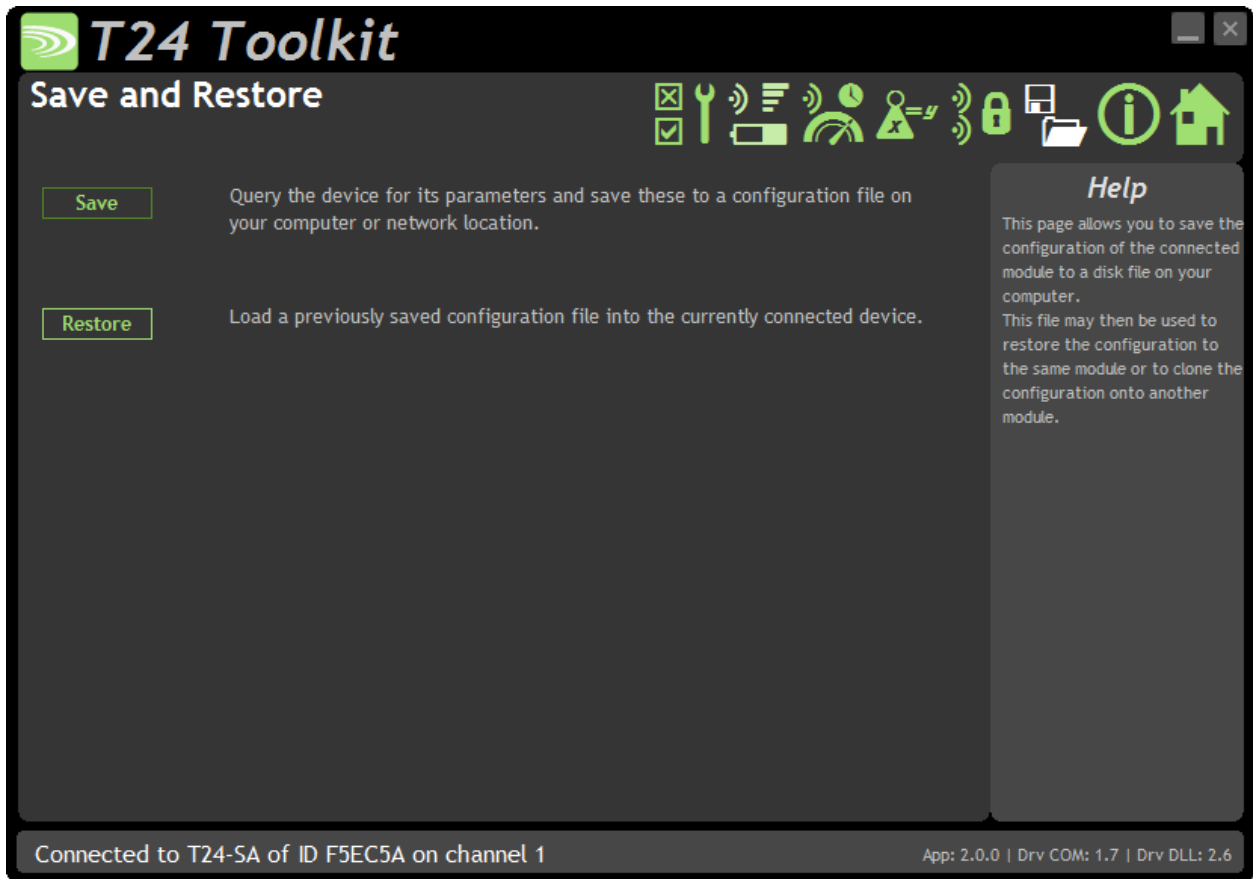 T24 Toolkit
Save and Restore
x
=y
Save
Query the device for its parameters and save these to a configuration file on
your computer or network location.
Restore
Load a previously saved configuration file into the currently connected device.
Help
This page allows you to save the
configuration of the connected
module to a disk file on your
computer.
This file may then be used to
restore the configuration to
the same module or to clone the
configuration onto another
module.
Connected to T24-SA of ID F5EC5A on channel 1
App: 2.0.0 | Drv COM: 1.7 | Drv DLL: 2.6